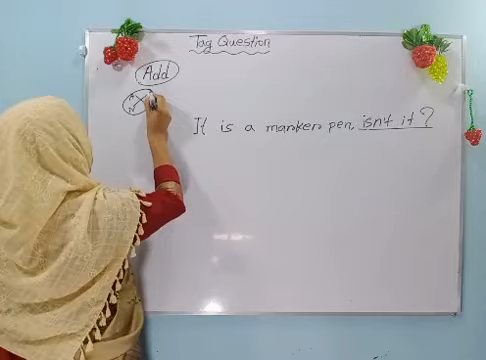 Tag Question
Add
It is a marker pen, isn't it?